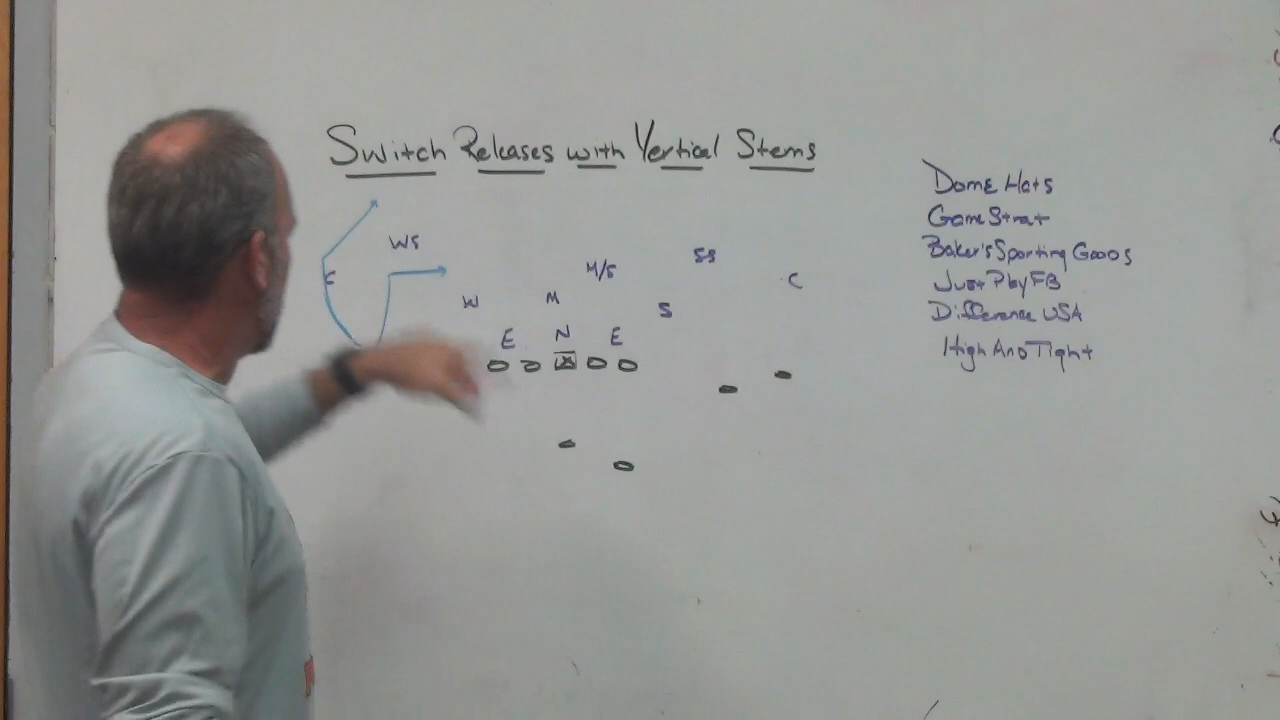 Switch Releases with Vertical Stems
WS
C
W
M
M/S
SS
S
C
E
N
E
X
Dome Hats
Game Strat
Baker's Sporting Goods
Just Play FB
Difference USA
High And Tight